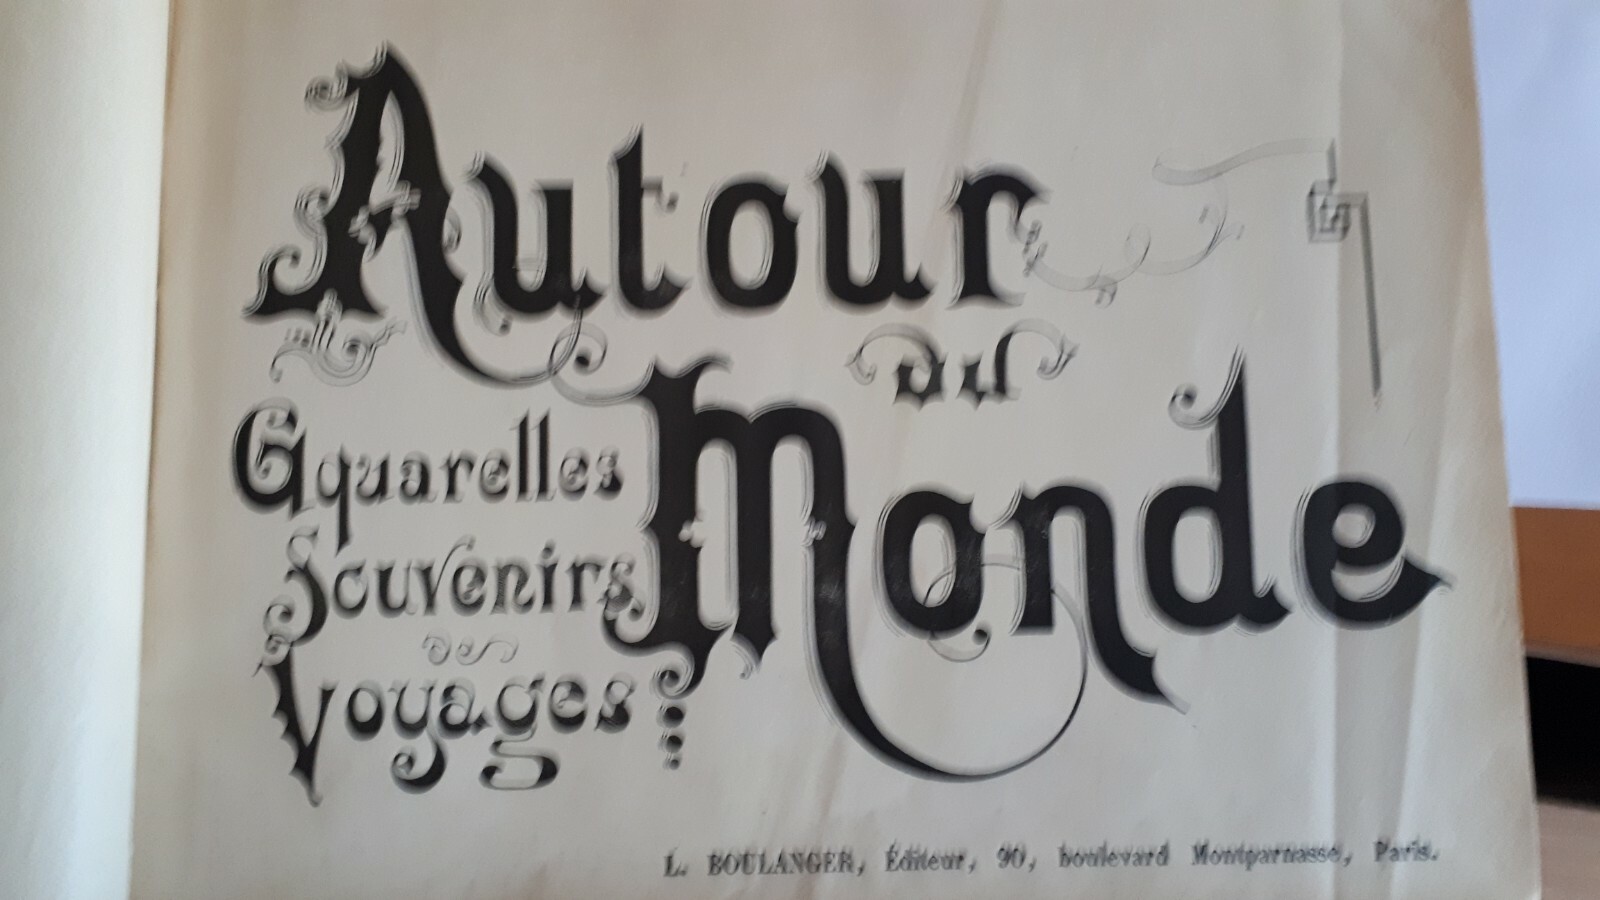 Autour
du
Monde
Aquarelles
Souvenirs
de
Voyages
L. BOULANGER, Éditeur, 90, boulevard Montparnasse, Paris.